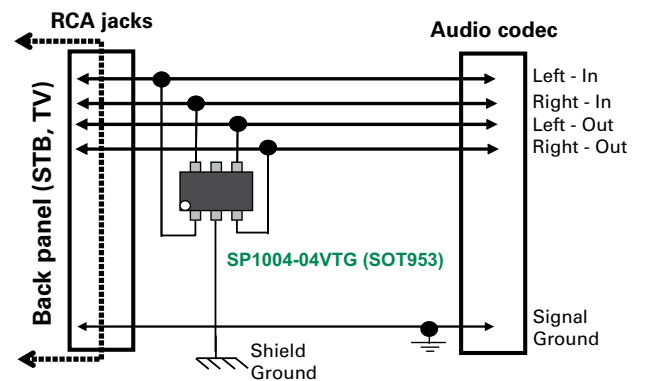 RCA jacks
Audio codec
Back panel (STB, TV)
Left - In
Right - In
Left - Out
Right - Out
SP1004-04VTG (SOT953)
Signal
Ground
Shield
Ground